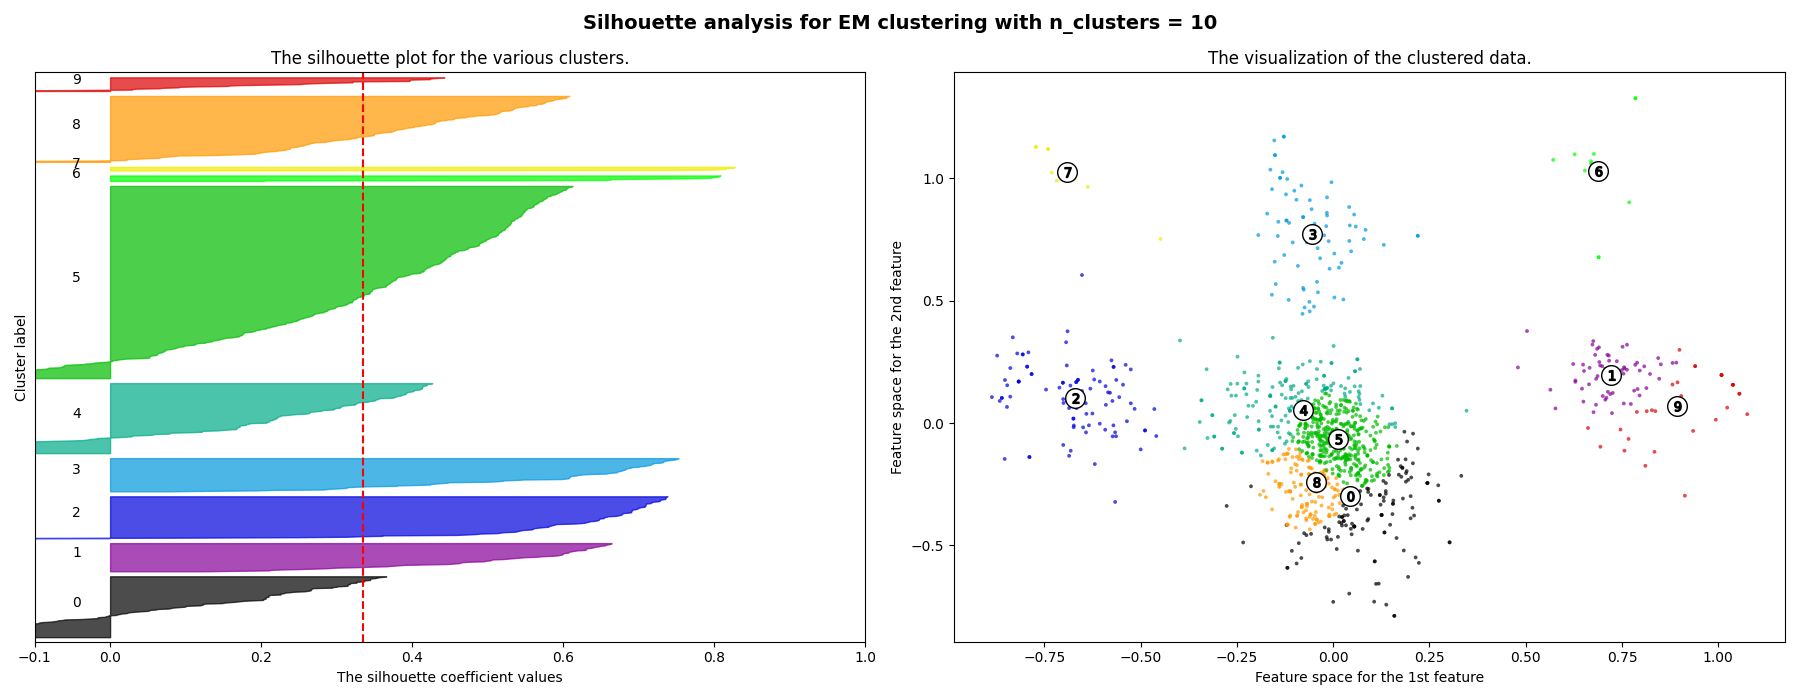 Silhouette analysis for EM clustering with n_clusters = 10
The silhouette plot for the various clusters.
Cluster label
9
8
7
6
5
4
3
2
1
0
−0.1 0.0 0.2 0.4 0.6 0.8 1.0
The silhouette coefficient values
The visualization of the clustered data.
Feature space for the 2nd feature
1.0
0.5
0.0
−0.5
7
6
3
1
2
9
4
5
8
0
−0.75 −0.50 −0.25 0.00 0.25 0.50 0.75 1.00
Feature space for the 1st feature